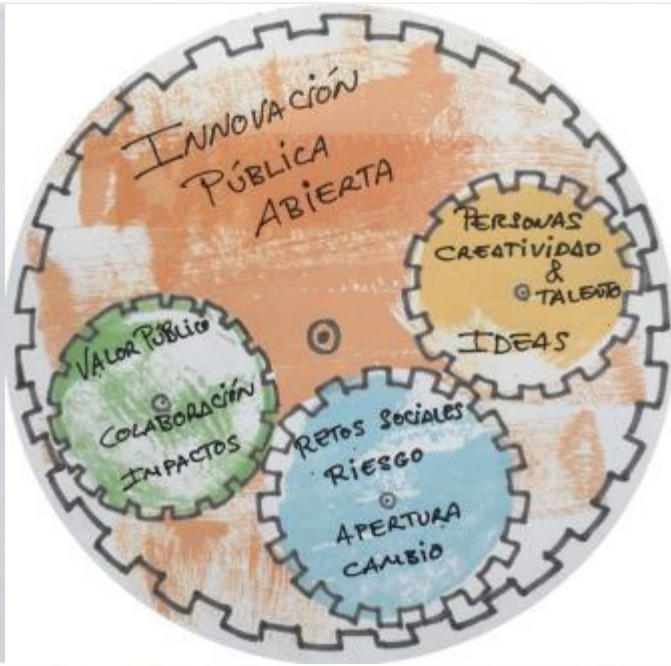 INNOVACIÓN
PÚBLICA
ABIERTA
PERSONAS
CREATIVIDAD
&
TALENTO
IDEAS
VALOR PÚBLICO
COLABORACIÓN
IMPACTOS
RETOS SOCIALES
RIESGO
APERTURA
CAMBIO